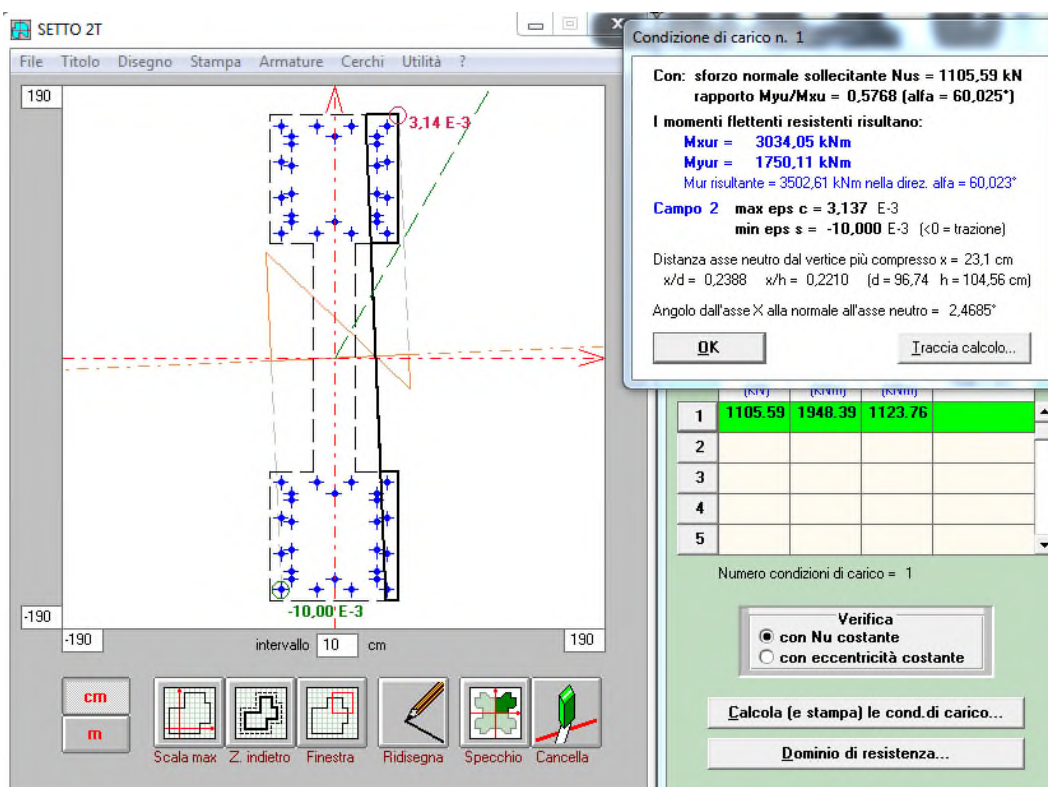 SETTO 2T
x
File Titolo Disegno Stampa Armature Cerchi Utilità ?
190
3,14 E-3
-10,00 E-3
-190
-190
intervallo 10 cm
190
cm
m
Scala max Z. indietro Finestra Ridisegna Specchio Cancella
Condizione di carico n. 1
Con: sforzo normale sollecitante Nus = 1105,59 kN
rapporto Myu/Mxu = 0,5768 (alfa = 60,025°)
I momenti flettenti resistenti risultano:
Mxur = 3034,05 kNm
Myur = 1750,11 kNm
Mur risultante = 3502,61 kNm nella direz. alfa = 60,023°
Campo 2 max eps c = 3,137 E-3
min eps s = -10,000 E-3 (<0 = trazione)
Distanza asse neutro dal vertice più compresso x = 23,1 cm
x/d = 0,2388 x/h = 0,2210 (d = 96,74 h = 104,56 cm)
Angolo dall'asse X alla normale all'asse neutro = 2,4685°
OK
Traccia calcolo...
(kN) (kNm) (kNm)
1 1105.59 1948.39 1123.76
2
3
4
5
Numero condizioni di carico = 1
Verifica
con Nu costante
con eccentricità costante
Calcola (e stampa) le cond.di carico...
Dominio di resistenza...